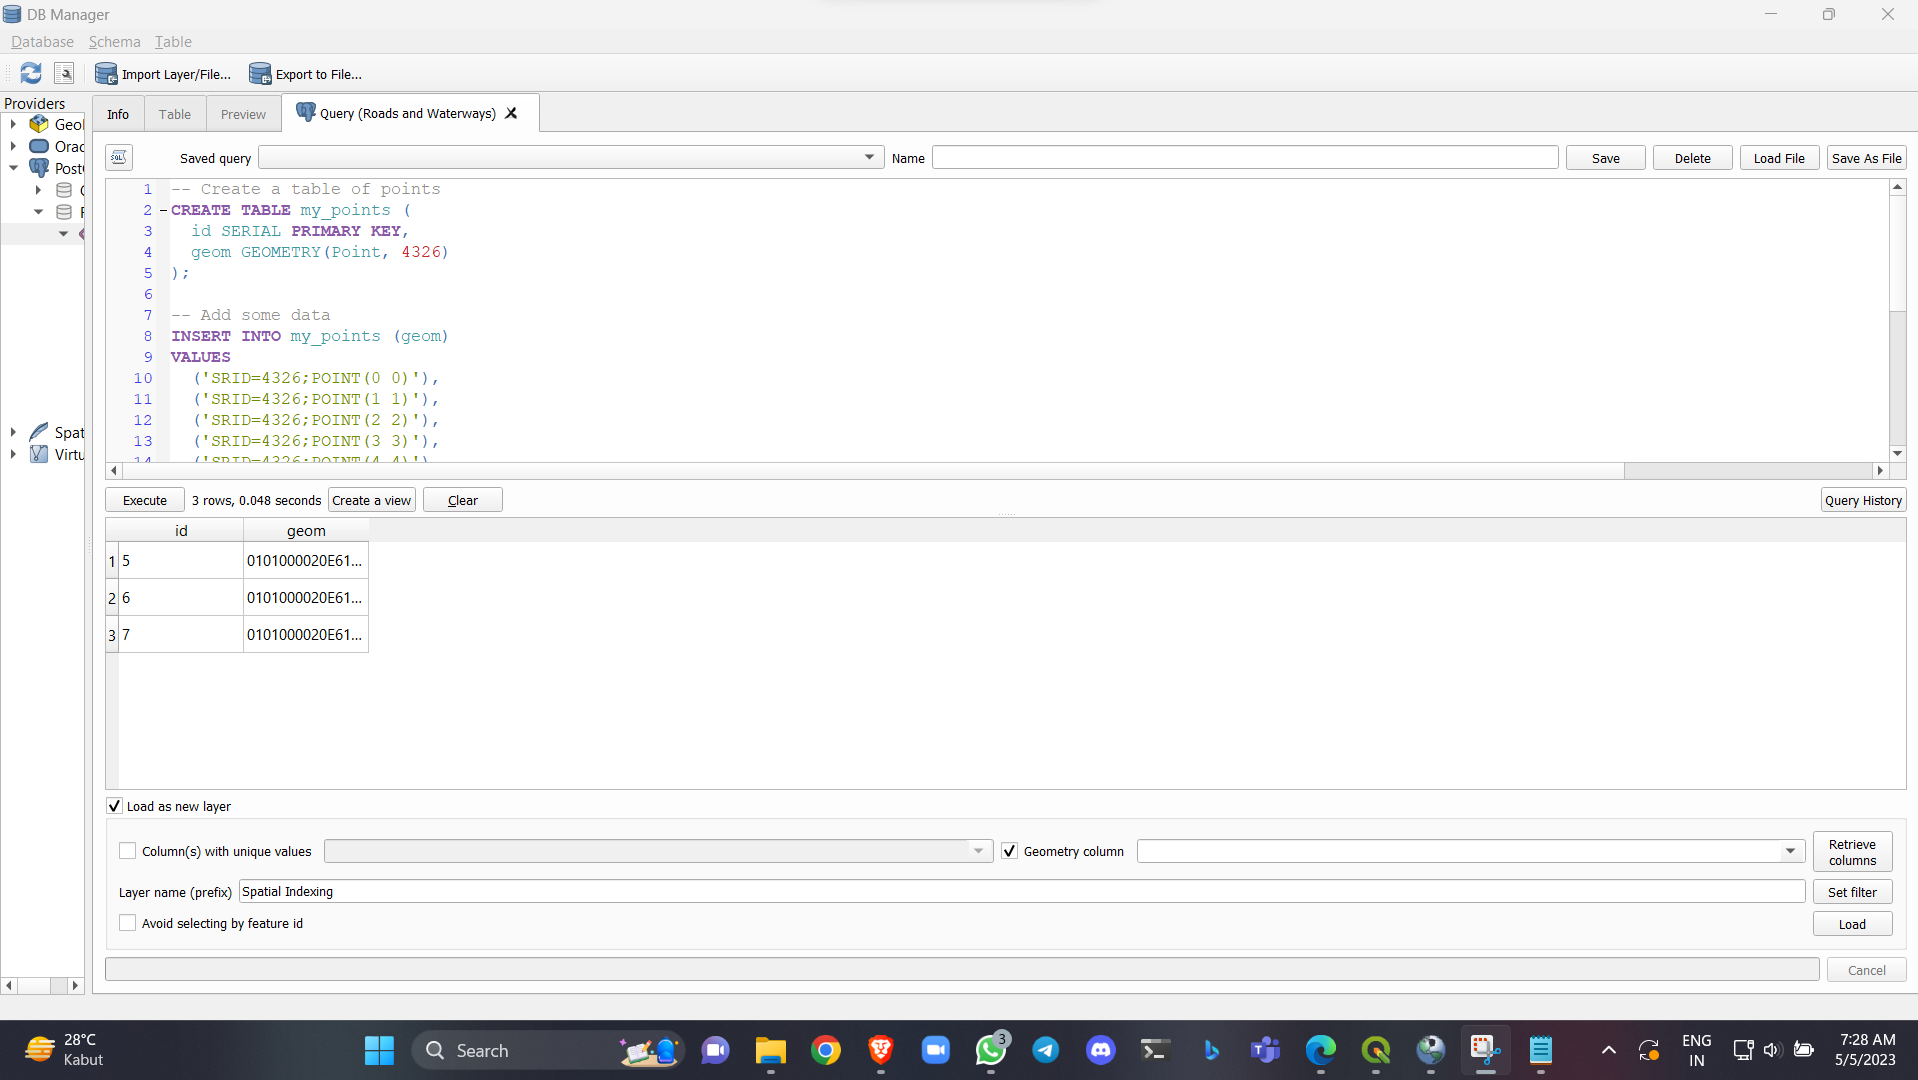 DB Manager
Database Schema Table
Import Layer/File... Export to File...
Providers
Info Table Preview Query (Roads and Waterways)
Geo
Orac
Post
Spat
Virtu
SQL Saved query Name Save Delete Load File Save As File
1 -- Create a table of points
2 CREATE TABLE my_points (
3 id SERIAL PRIMARY KEY,
4 geom GEOMETRY(Point, 4326)
5 );
6
7 -- Add some data
8 INSERT INTO my_points (geom)
9 VALUES
10 ('SRID=4326;POINT(0 0)'),
11 ('SRID=4326;POINT(1 1)'),
12 ('SRID=4326;POINT(2 2)'),
13 ('SRID=4326;POINT(3 3)'),
14 ('SRID=4326;POINT(4 4)'),
Execute 3 rows, 0.048 seconds Create a view Clear Query History
id geom
1 5 0101000020E61...
2 6 0101000020E61...
3 7 0101000020E61...
Load as new layer
Column(s) with unique values Geometry column Retrieve columns
Layer name (prefix) Spatial Indexing Set filter
Avoid selecting by feature id Load
Cancel
28°C
Kabut
Search
3
ENG
IN
7:28 AM
5/5/2023